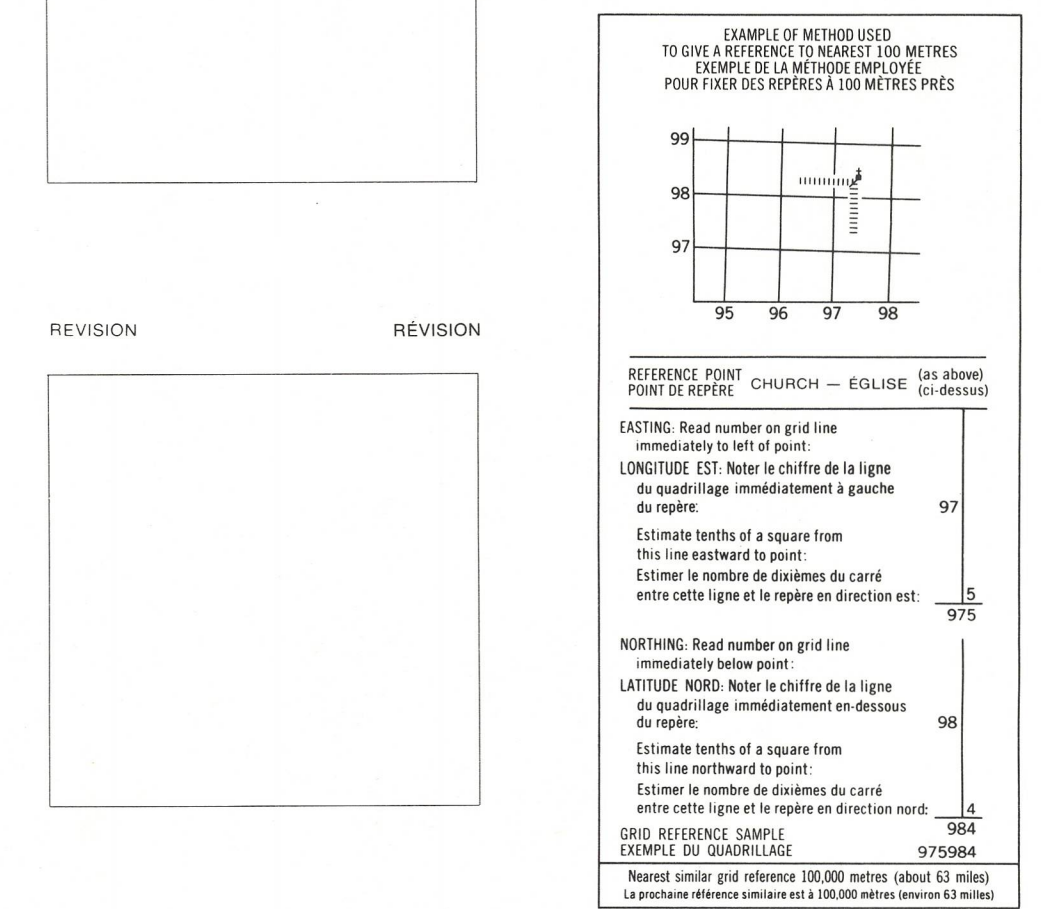 REVISION RÉVISION
EXAMPLE OF METHOD USED
TO GIVE A REFERENCE TO NEAREST 100 METRES
EXEMPLE DE LA MÉTHODE EMPLOYÉE
POUR FIXER DES REPÈRES À 100 MÈTRES PRÈS
99
98
97
95 96 97 98
REFERENCE POINT
POINT DE REPÈRE
CHURCH — ÉGLISE
(as above)
(ci-dessus)
EASTING: Read number on grid line
immediately to left of point:
LONGITUDE EST: Noter le chiffre de la ligne
du quadrillage immédiatement à gauche
du repère: 97
Estimate tenths of a square from
this line eastward to point:
Estimer le nombre de dixièmes du carré
entre cette ligne et le repère en direction est: 5
975
NORTHING: Read number on grid line
immediately below point:
LATITUDE NORD: Noter le chiffre de la ligne
du quadrillage immédiatement en-dessous
du repère: 98
Estimate tenths of a square from
this line northward to point:
Estimer le nombre de dixièmes du carré
entre cette ligne et le repère en direction nord: 4
984
GRID REFERENCE SAMPLE
EXEMPLE DU QUADRILLAGE 975984
Nearest similar grid reference 100,000 metres (about 63 miles)
La prochaine référence similaire est à 100,000 mètres (environ 63 milles)